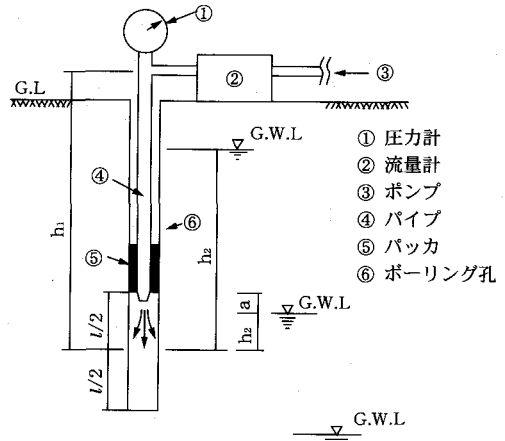 ①
②
③
G.L
G.W.L
④
⑥
h₁
h₂
⑤
l/2
a
G.W.L
h₂
l/2
G.W.L
① 圧力計
② 流量計
③ ポンプ
④ パイプ
⑤ パッカ
⑥ ボーリング孔